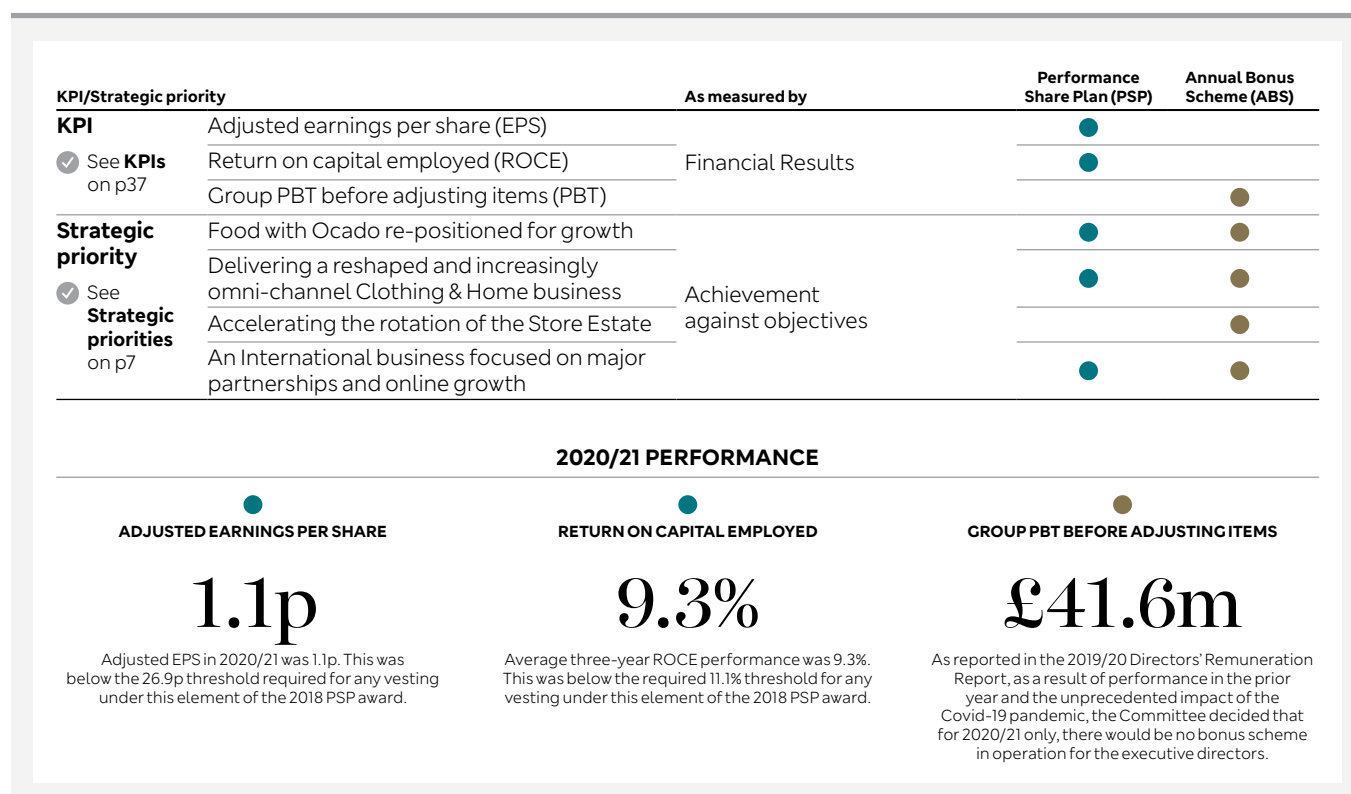 KPI/Strategic priority
As measured by
Performance
Share Plan (PSP)
Annual Bonus
Scheme (ABS)
KPI
See KPIs
on p37
Adjusted earnings per share (EPS)
Return on capital employed (ROCE)
Group PBT before adjusting items (PBT)
Financial Results
Strategic
priority
See
Strategic
priorities
on p7
Food with Ocado re-positioned for growth
Delivering a reshaped and increasingly
omni-channel Clothing & Home business
Accelerating the rotation of the Store Estate
An International business focused on major
partnerships and online growth
Achievement
against objectives
2020/21 PERFORMANCE
ADJUSTED EARNINGS PER SHARE
1.1p
Adjusted EPS in 2020/21 was 1.1p. This was
below the 26.9p threshold required for any vesting
under this element of the 2018 PSP award.
RETURN ON CAPITAL EMPLOYED
9.3%
Average three-year ROCE performance was 9.3%.
This was below the required 11.1% threshold for any
vesting under this element of the 2018 PSP award.
GROUP PBT BEFORE ADJUSTING ITEMS
£41.6m
As reported in the 2019/20 Directors' Remuneration
Report, as a result of performance in the prior
year and the unprecedented impact of the
Covid-19 pandemic, the Committee decided that
for 2020/21 only, there would be no bonus scheme
in operation for the executive directors.